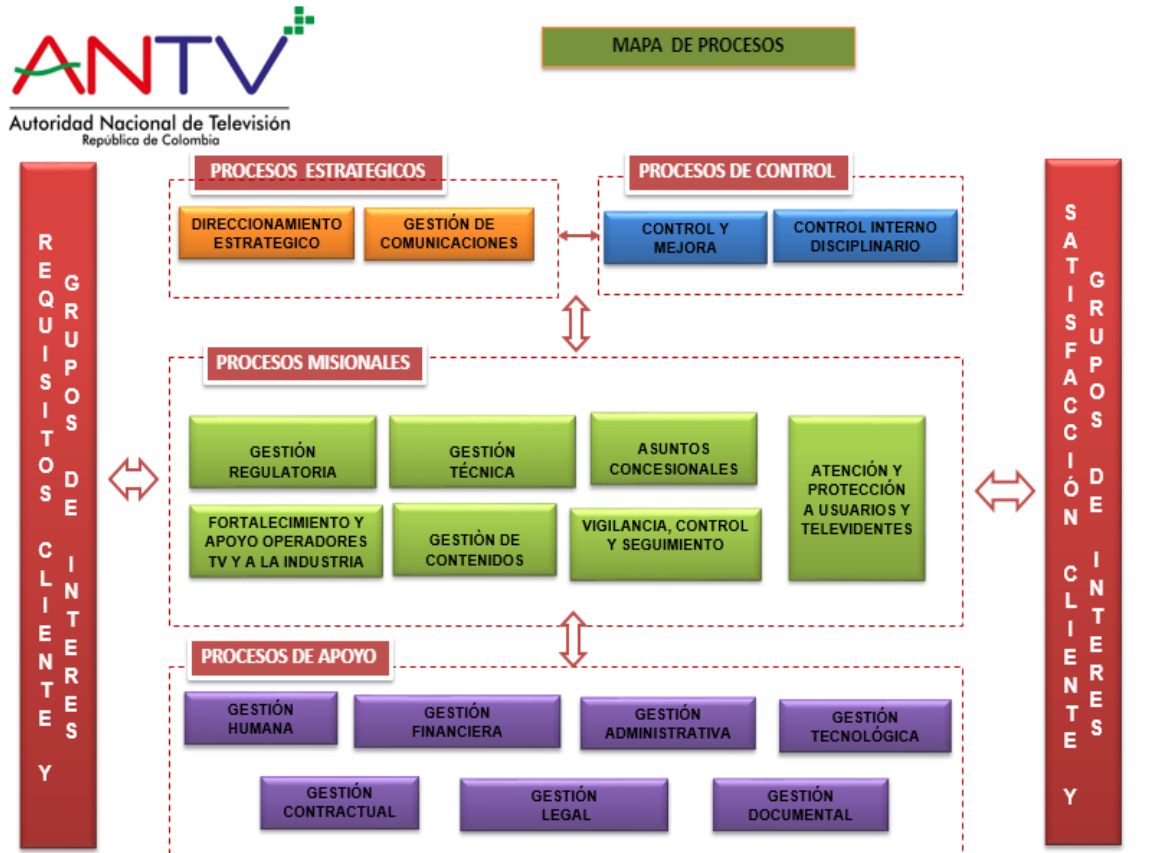 ANTV
Autoridad Nacional de Televisión
República de Colombia
MAPA DE PROCESOS
REQUISITOS CLIENTE Y
GRUPOS DE INTERES
PROCESOS ESTRATEGICOS
DIRECCIONAMIENTO
ESTRATEGICO
GESTIÓN DE
COMUNICACIONES
PROCESOS DE CONTROL
CONTROL Y
MEJORA
CONTROL INTERNO
DISCIPLINARIO
PROCESOS MISIONALES
GESTIÓN
REGULATORIA
GESTIÓN
TÉCNICA
ASUNTOS
CONCESIONALES
ATENCIÓN Y
PROTECCIÓN
A USUARIOS Y
TELEVIDENTES
FORTALECIMIENTO Y
APOYO OPERADORES
TV Y A LA INDUSTRIA
GESTIÒN DE
CONTENIDOS
VIGILANCIA, CONTROL
Y SEGUIMIENTO
PROCESOS DE APOYO
GESTIÓN
HUMANA
GESTIÓN
FINANCIERA
GESTIÓN
ADMINISTRATIVA
GESTIÓN
TECNOLÓGICA
GESTIÓN
CONTRACTUAL
GESTIÓN
LEGAL
GESTIÓN
DOCUMENTAL
SATISFACCIÓN CLIENTE Y
GRUPOS DE INTERES